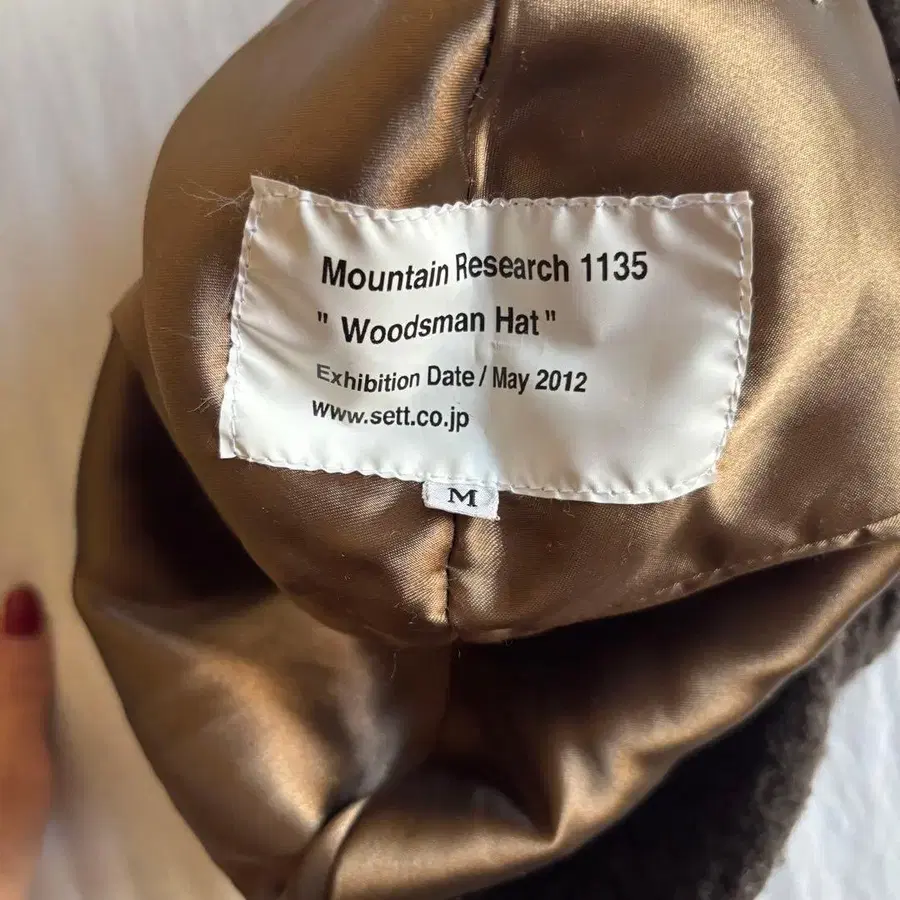 Mountain Research 1135
" Woodsman Hat "
Exhibition Date / May 2012
www.sett.co.jp
M